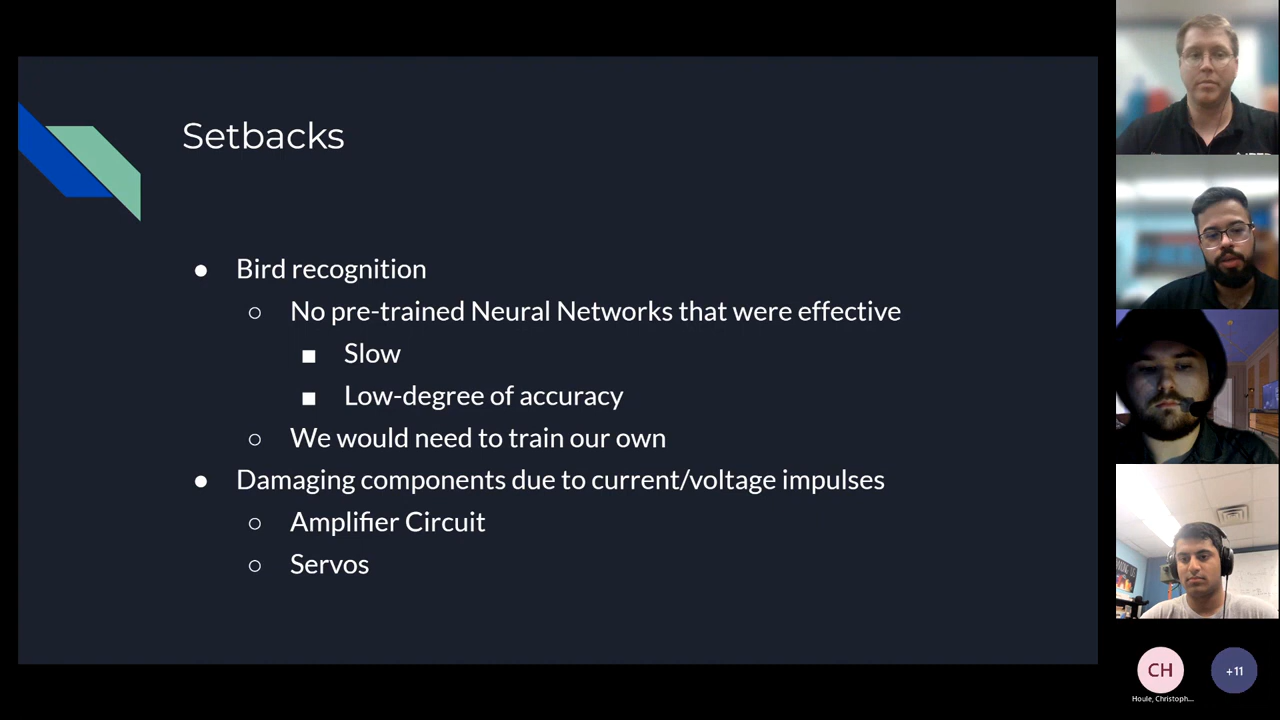 Setbacks
● Bird recognition
○ No pre-trained Neural Networks that were effective
■ Slow
■ Low-degree of accuracy
○ We would need to train our own
● Damaging components due to current/voltage impulses
○ Amplifier Circuit
○ Servos
CH
+11
Houle, Christoph...